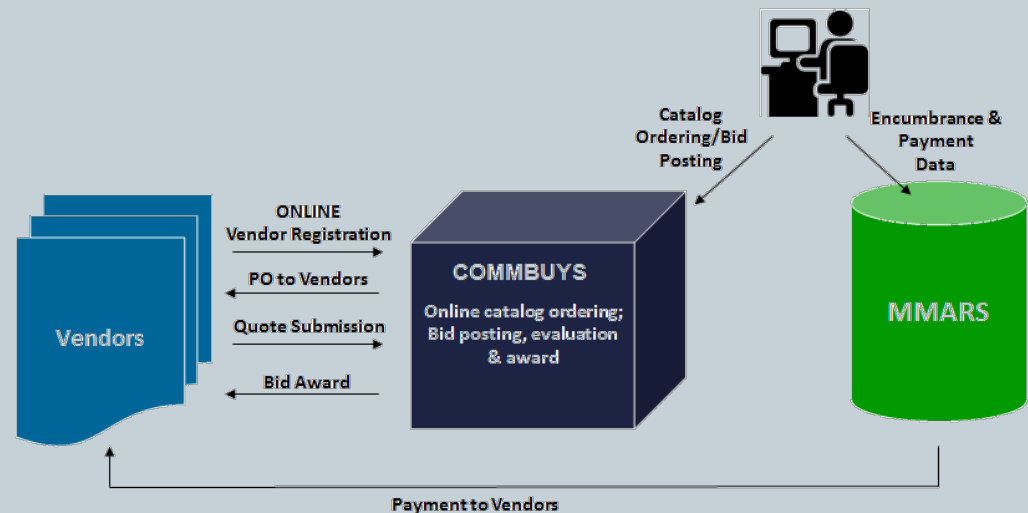 Catalog
Ordering/Bid
Posting
Encumbrance &
Payment
Data
ONLINE
Vendor Registration
PO to Vendors
Quote Submission
Bid Award
Vendors
COMMBUYS
Online catalog ordering;
Bid posting, evaluation
& award
MMARS
Payment to Vendors